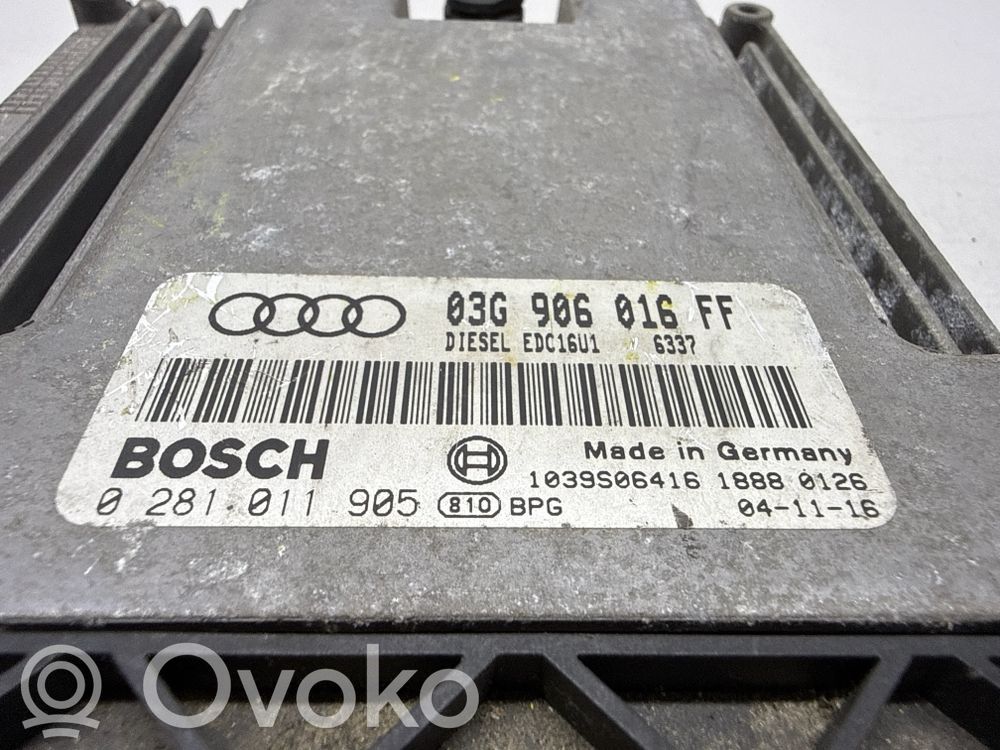 03G 906 016 FF
DIESEL EDC16U1 6337
BOSCH
Made in Germany
1039S06416 1888 0126
0 281 011 905 810 BPG
04-11-16
Ovoko